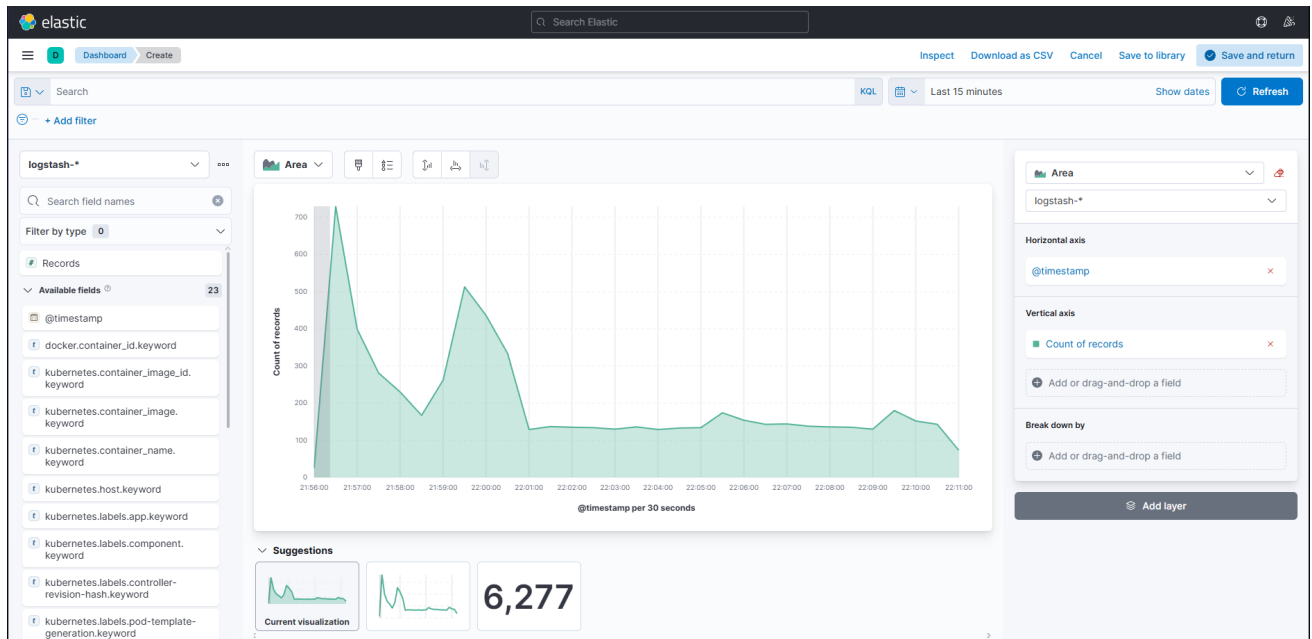 elastic
Search Elastic
D
Dashboard
Create
Inspect
Download as CSV
Cancel
Save to library
Save and return
Search
KQL
Last 15 minutes
Show dates
Refresh
+ Add filter
logstash-*
Search field names
Filter by type 0
# Records
Available fields 23
@timestamp
t docker.container_id.keyword
t kubernetes.container_image_id.
keyword
t kubernetes.container_image.
keyword
t kubernetes.container_name.
keyword
t kubernetes.host.keyword
t kubernetes.labels.app.keyword
t kubernetes.labels.component.
keyword
t kubernetes.labels.controller-
revision-hash.keyword
t kubernetes.labels.pod-template-
generation.keyword
Area
Count of records
700
600
500
400
300
200
100
0
21:56:00 21:57:00 21:58:00 21:59:00 22:00:00 22:01:00 22:02:00 22:03:00 22:04:00 22:05:00 22:06:00 22:07:00 22:08:00 22:09:00 22:10:00 22:11:00
@timestamp per 30 seconds
Suggestions
Current visualization
6,277
Area
logstash-*
Horizontal axis
@timestamp
Vertical axis
Count of records
Add or drag-and-drop a field
Break down by
Add or drag-and-drop a field
Add layer